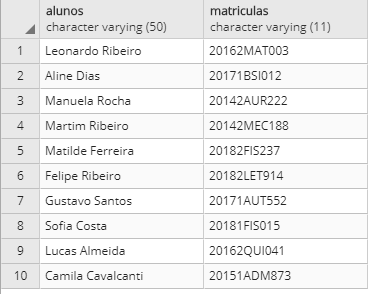 alunos matriculas
character varying (50) character varying (11)
1 Leonardo Ribeiro 20162MAT003
2 Aline Dias 20171BSI012
3 Manuela Rocha 20142AUR222
4 Martim Ribeiro 20142MEC188
5 Matilde Ferreira 20182FIS237
6 Felipe Ribeiro 20182LET914
7 Gustavo Santos 20171AUT552
8 Sofia Costa 20181FIS015
9 Lucas Almeida 20162QUI041
10 Camila Cavalcanti 20151ADM873